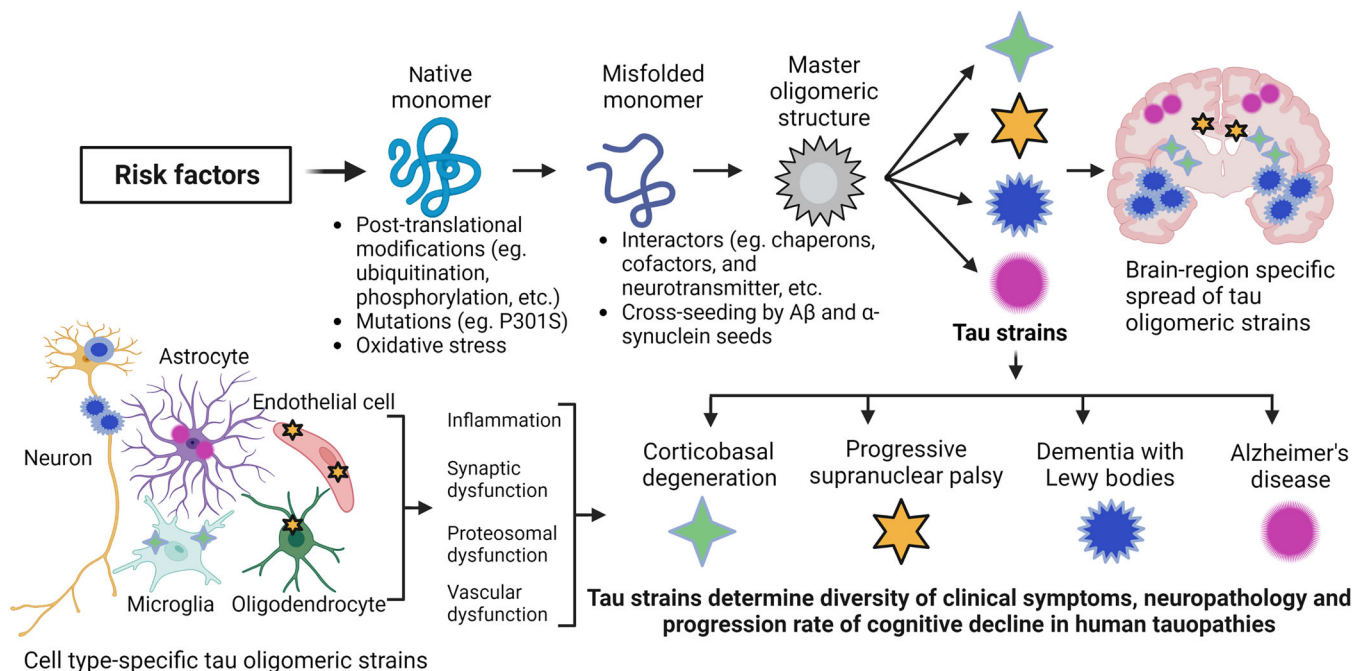 Risk factors
Native
monomer
• Post-translational
modifications (eg.
ubiquitination,
phosphorylation, etc.)
• Mutations (eg. P301S)
• Oxidative stress
Misfolded
monomer
• Interactors (eg. chaperons,
cofactors, and
neurotransmitter, etc.
• Cross-seeding by Aβ and α-
synuclein seeds
Master
oligomeric
structure
Tau strains
Brain-region specific
spread of tau
oligomeric strains
Neuron
Astrocyte
Endothelial cell
Microglia
Oligodendrocyte
Cell type-specific tau oligomeric strains
Inflammation
Synaptic
dysfunction
Proteosomal
dysfunction
Vascular
dysfunction
Corticobasal
degeneration
Progressive
supranuclear palsy
Dementia with
Lewy bodies
Alzheimer's
disease
Tau strains determine diversity of clinical symptoms, neuropathology and
progression rate of cognitive decline in human tauopathies